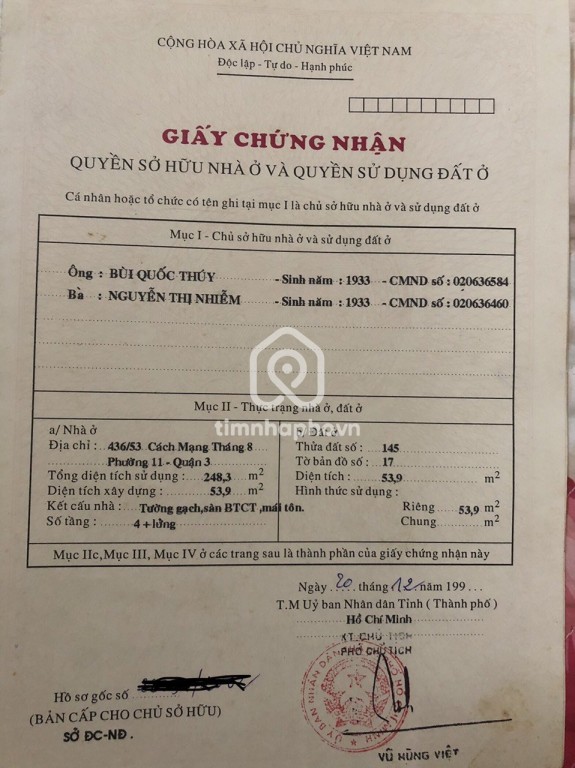 CỘNG HÒA XÃ HỘI CHỦ NGHĨA VIỆT NAM
Độc lập - Tự do - Hạnh phúc
GIẤY CHỨNG NHẬN
QUYỀN SỞ HỮU NHÀ Ở VÀ QUYỀN SỬ DỤNG ĐẤT Ở
Cá nhân hoặc tổ chức có tên ghi tại mục I là chủ sở hữu nhà ở và sử dụng đất ở
Mục I - Chủ sở hữu nhà ở và sử dụng đất ở
Ông : BÙI QUỐC THÚY - Sinh năm : 1933 - CMND số : 020636584
Bà : NGUYỄN THỊ NHIỄM - Sinh năm : 1933 - CMND số : 020636460
Mục II - Thực trạng nhà ở, đất ở
timnhapho.vn
a/ Nhà ở
Địa chỉ : 436/53 Cách Mạng Tháng 8
Phường 11 - Quận 3
Tổng diện tích sử dụng : 248,3 m2
Diện tích xây dựng : 53,9 m2
Kết cấu nhà : Tường gạch,sàn BTCT ,mái tôn.
Số tầng : 4 + lửng
Đất ở
Thửa đất số : 145
Tờ bản đồ số : 17
Diện tích : 53,9 m2
Hình thức sử dụng :
Riêng 53,9 m2
Chung m2
Mục IIc,Mục III, Mục IV ở các trang sau là thành phần của giấy chứng nhận này
Ngày 20 tháng 12 năm 199...
T.M Uỷ ban Nhân dân Tỉnh ( Thành phố )
Hồ Chí Minh
KT CHỦ TỊCH
PHÓ CHỦ TỊCH
Hồ sơ gốc số
(BẢN CẤP CHO CHỦ SỞ HỮU)
SỞ ĐC-NĐ.
VŨ HÙNG VIỆT